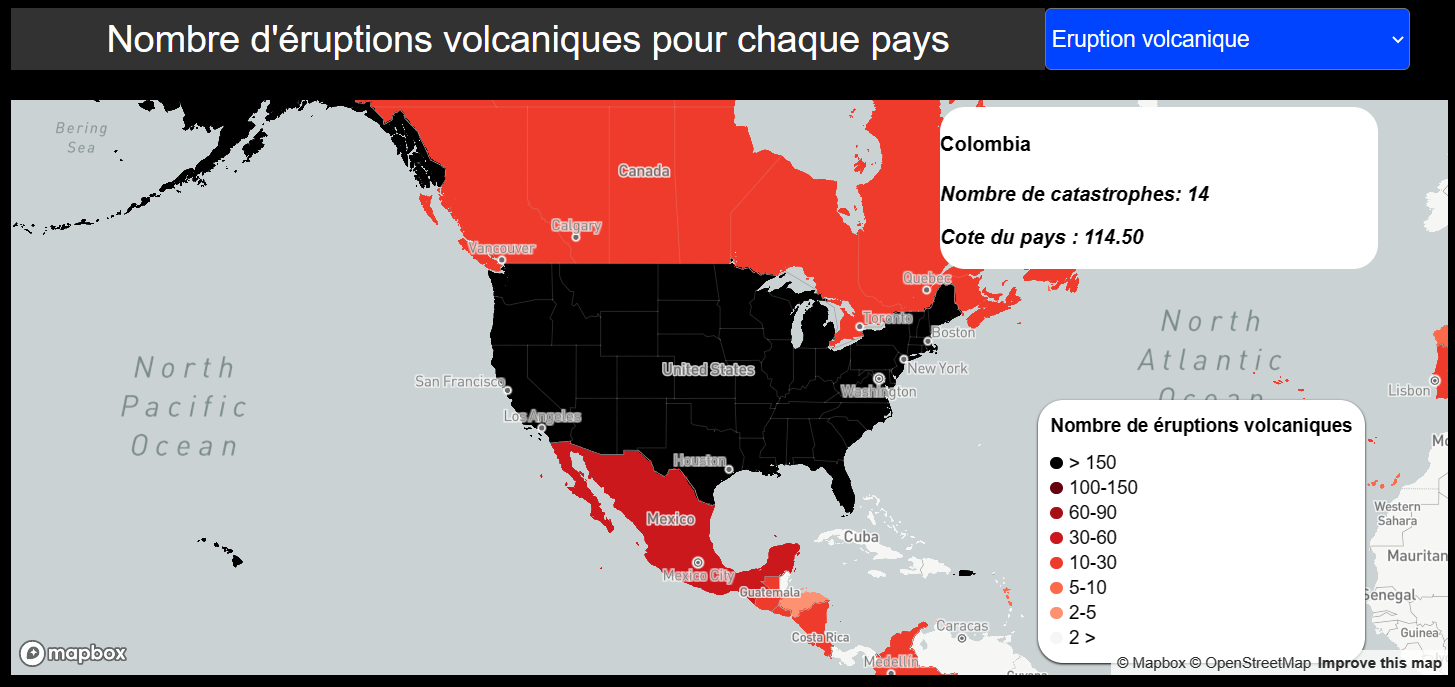 Nombre d'éruptions volcaniques pour chaque pays
Eruption volcanique
Bering
Sea
Canada
Calgary
Vancouver
Colombia
Nombre de catastrophes: 14
Cote du pays : 114.50
Quebec
Toronto
Boston
New York
Washington
United States
San Francisco
Los Angeles
Houston
North
Pacific
Ocean
North
Atlantic
Ocean
Lisbon
Mexico
Mexico City
Cuba
Guatemala
Costa Rica
Caracas
Medellín
Nombre de éruptions volcaniques
> 150
100-150
60-90
30-60
10-30
5-10
2-5
2 >
Western
Sahara
Mauritan
Senegal
Guinea
mapbox
© Mapbox © OpenStreetMap Improve this map